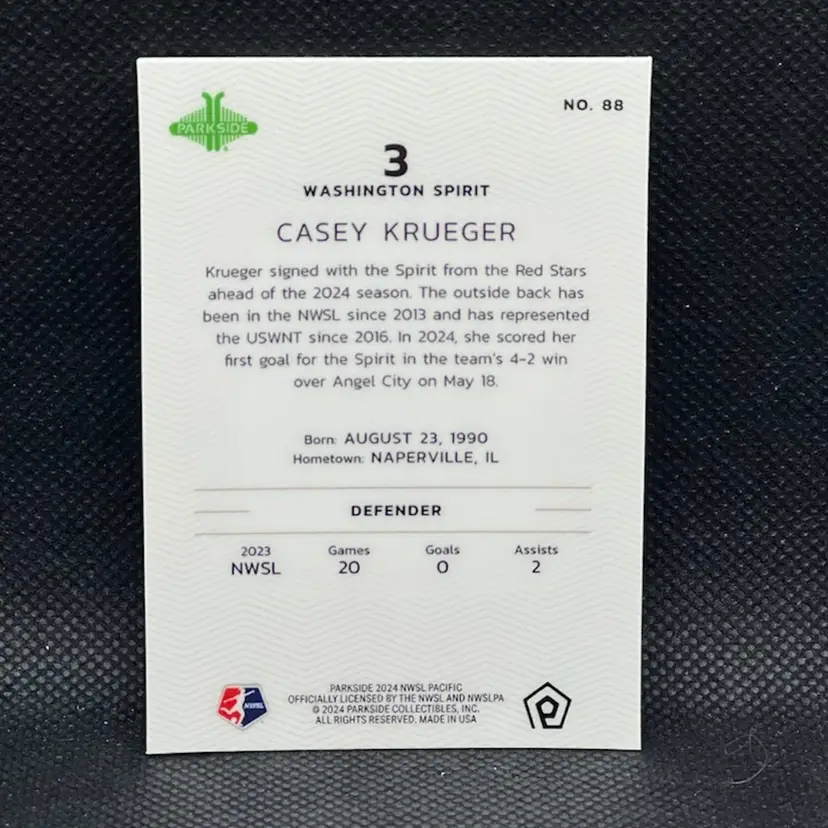 PARKSIDE
NO. 88
3
WASHINGTON SPIRIT
CASEY KRUEGER
Krueger signed with the Spirit from the Red Stars
ahead of the 2024 season. The outside back has
been in the NWSL since 2013 and has represented
the USWNT since 2016. In 2024, she scored her
first goal for the Spirit in the team's 4-2 win
over Angel City on May 18.
Born: AUGUST 23, 1990
Hometown: NAPERVILLE, IL
DEFENDER
2023 Games Goals Assists
NWSL 20 0 2
NWSL
PARKSIDE 2024 NWSL PACIFIC
OFFICIALLY LICENSED BY THE NWSL AND NWSLPA
© 2024 PARKSIDE COLLECTIBLES, INC.
ALL RIGHTS RESERVED. MADE IN USA